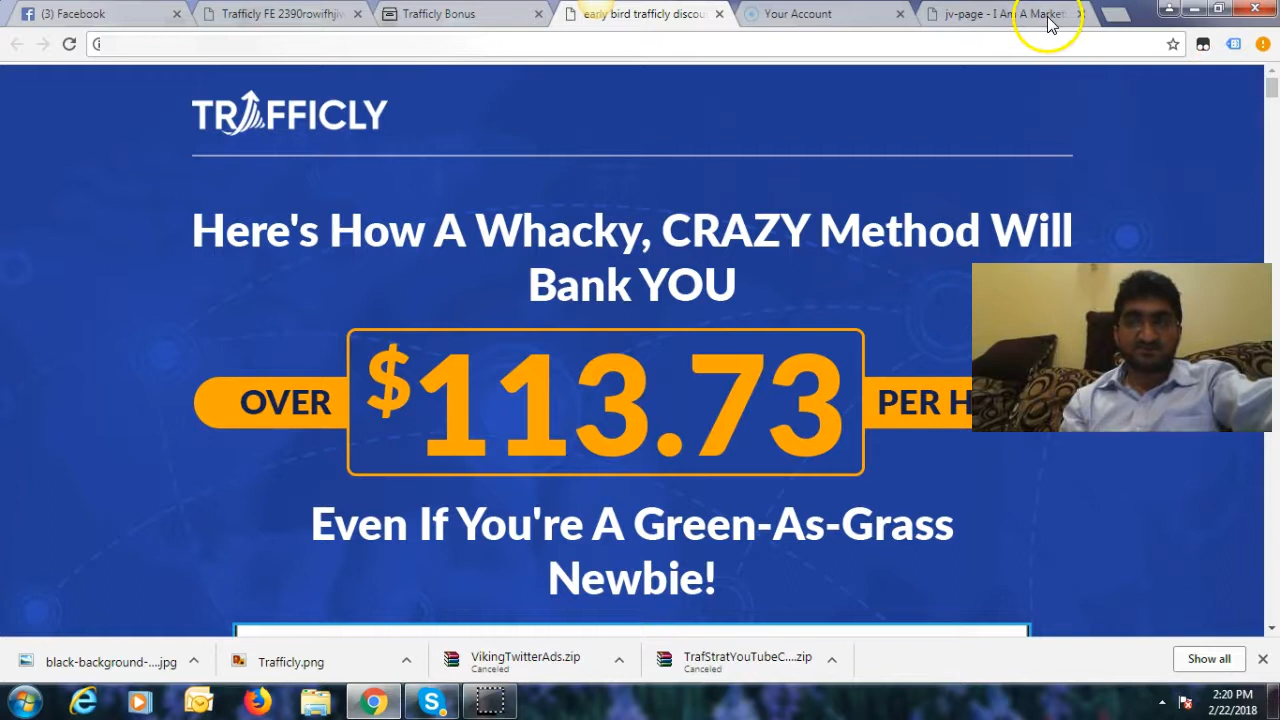 (3) Facebook
Trafficly FE 2390rowifhjiw
Trafficly Bonus
early bird trafficly discou
Your Account
jv-page - I Am A Market
TRAFFICLY
Here's How A Whacky, CRAZY Method Will
Bank YOU
OVER
$113.73
PER H
Even If You're A Green-As-Grass
Newbie!
black-background-....jpg
Trafficly.png
VikingTwitterAds.zip
Canceled
TrafStratYouTubeC....zip
Canceled
Show all
2:20 PM
2/22/2018